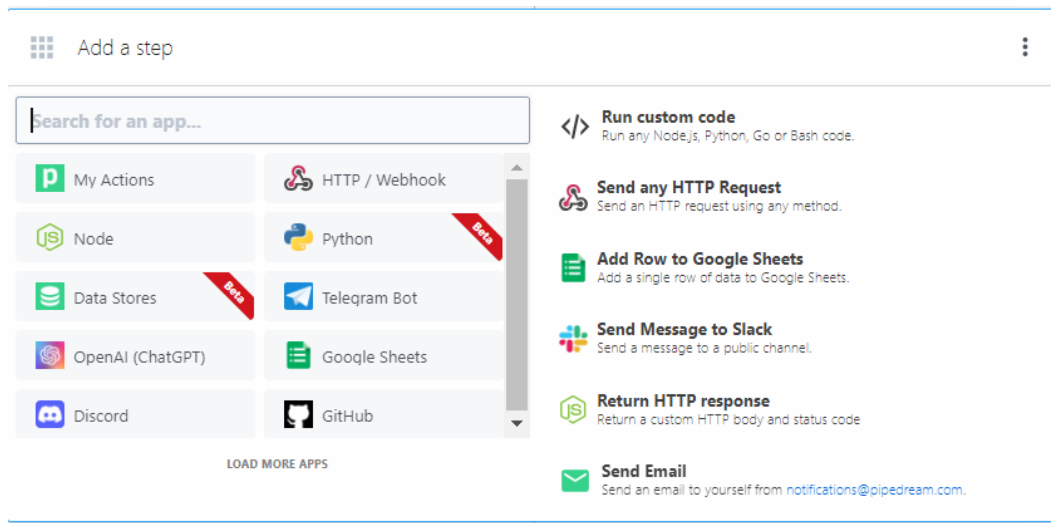 Add a step
Search for an app...
My Actions
HTTP / Webhook
Node
Python
Beta
Data Stores
Beta
Telegram Bot
OpenAI (ChatGPT)
Google Sheets
Discord
GitHub
LOAD MORE APPS
Run custom code
Run any Node.js, Python, Go or Bash code.
Send any HTTP Request
Send an HTTP request using any method.
Add Row to Google Sheets
Add a single row of data to Google Sheets.
Send Message to Slack
Send a message to a public channel.
Return HTTP response
Return a custom HTTP body and status code
Send Email
Send an email to yourself from notifications@pipedream.com.